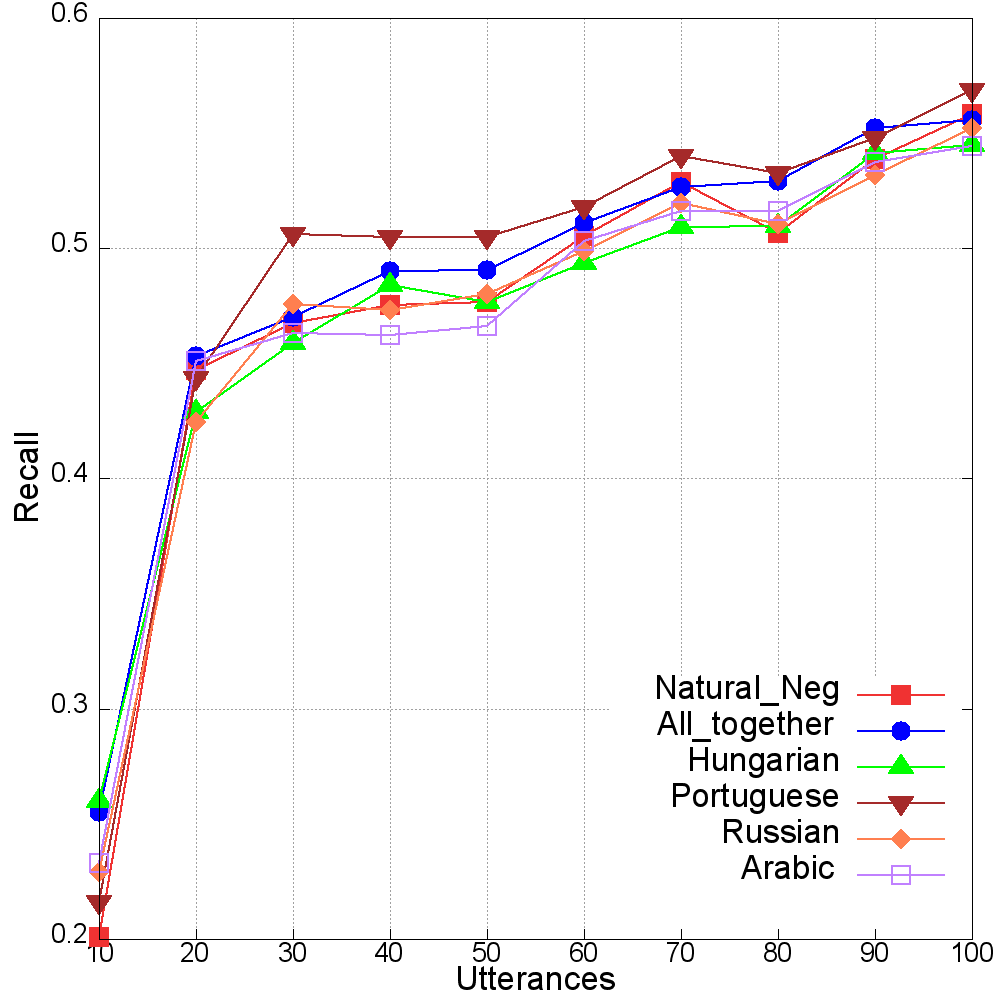 0.6
0.5
0.4
0.3
0.2
Recall
10 20 30 40 50 60 70 80 90 100
Utterances
Natural_Neg
All_together
Hungarian
Portuguese
Russian
Arabic